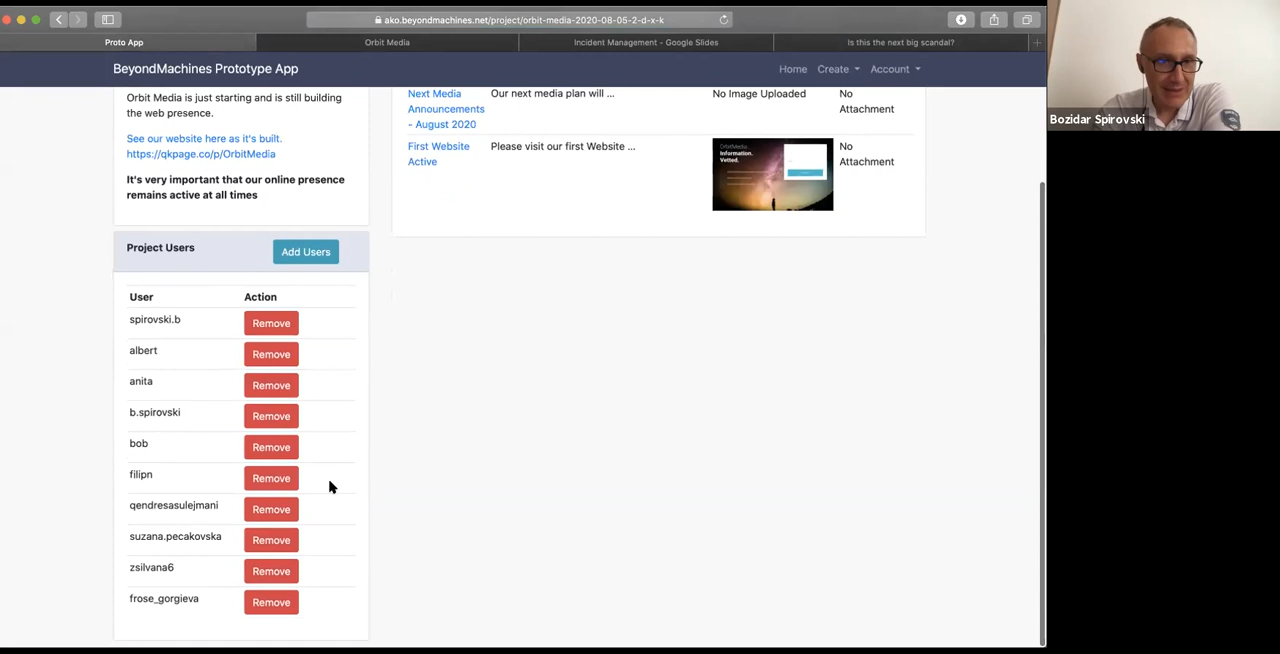 ako.beyondmachines.net/project/orbit-media-2020-08-05-2-d-x-k
Proto App
Orbit Media
Incident Management - Google Slides
Is this the next big scandal?
BeyondMachines Prototype App
Home
Create
Account
Orbit Media is just starting and is still building
the web presence.
See our website here as it's built.
https://qkpage.co/p/OrbitMedia
It's very important that our online presence
remains active at all times
Next Media
Announcements
- August 2020
Our next media plan will ...
No Image Uploaded
No
Attachment
First Website
Active
Please visit our first Website ...
OrbitMedia.
Information.
Vetted.
No
Attachment
Project Users
Add Users
User Action
spirovski.b Remove
albert Remove
anita Remove
b.spirovski Remove
bob Remove
filipn Remove
qendresasulejmani Remove
suzana.pecakovska Remove
zsilvana6 Remove
frose_gorgieva Remove
Bozidar Spirovski